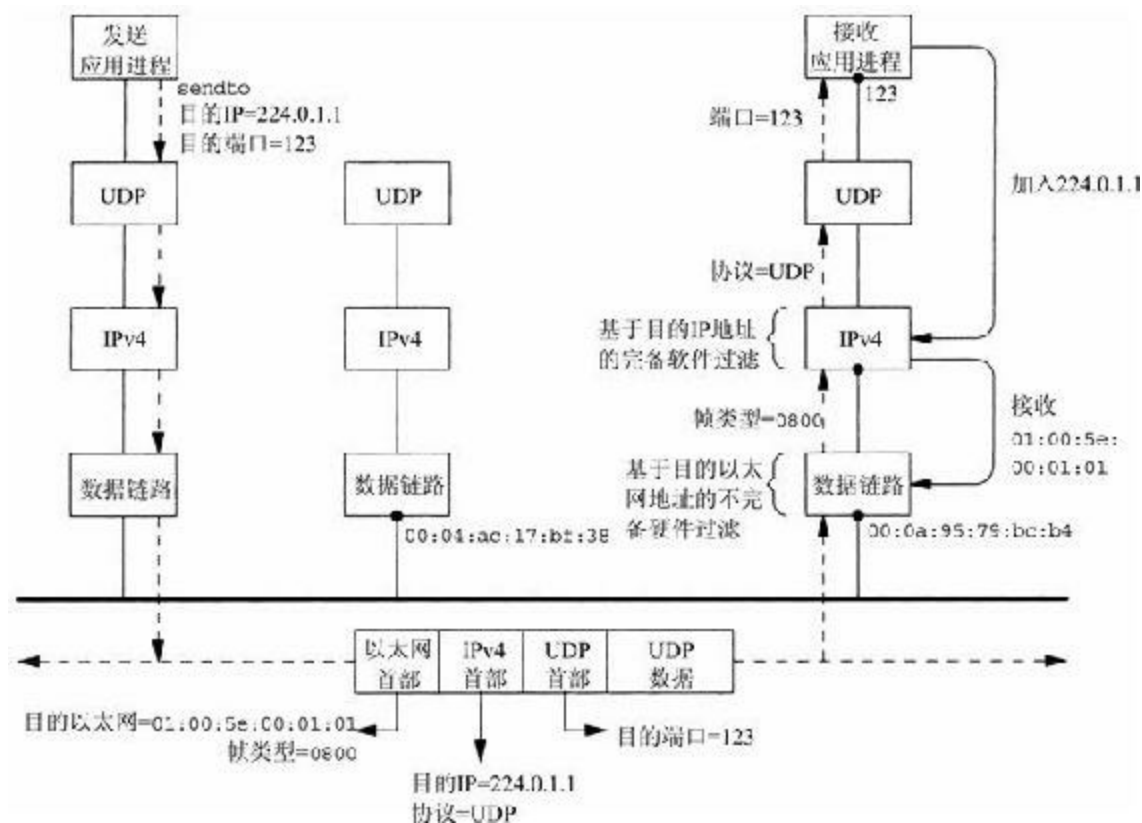 发送
应用进程
sendto
目的IP=224.0.1.1
目的端口=123
UDP
IPv4
数据链路
UDP
IPv4
数据链路
00:04:ac:17:bf:38
接收
应用进程
123
端口=123
加入224.0.1.1
UDP
协议=UDP
基于目的IP地址
的完备软件过滤
IPv4
帧类型=0800
接收
01:00:5e:
00:01:01
基于目的以太
网地址的不完
备硬件过滤
数据链路
00:0a:95:79:bc:b4
以太网
首部
IPv4
首部
UDP
首部
UDP
数据
目的以太网=01:00:5e:00:01:01
帧类型=0800
目的IP=224.0.1.1
协议=UDP
目的端口=123